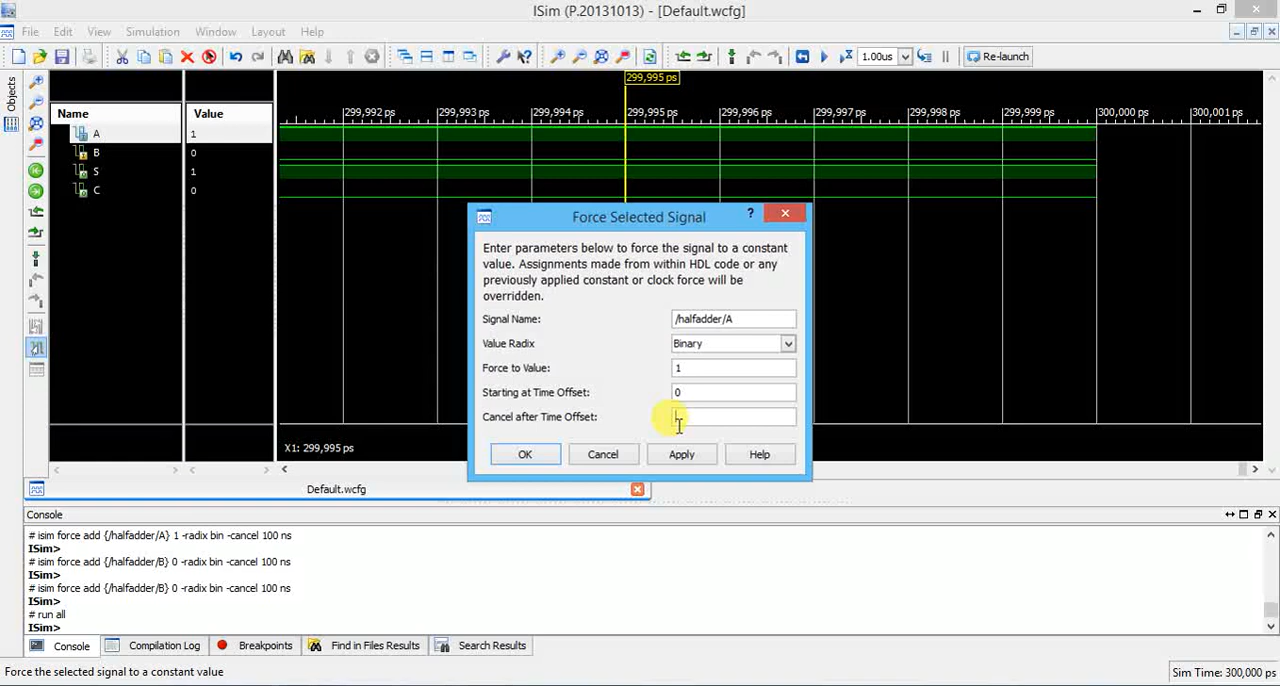 ISim (P.20131013) - [Default.wcfg]
File Edit View Simulation Window Layout Help
1.00us Re-launch
Objects
299,995 ps
Name Value
299,992 ps 299,993 ps 299,994 ps 299,995 ps 299,996 ps 299,997 ps 299,998 ps 299,999 ps 300,000 ps 300,001 ps
A 1
B 0
S 1
C 0
Force Selected Signal ?
Enter parameters below to force the signal to a constant
value. Assignments made from within HDL code or any
previously applied constant or clock force will be
overridden.
Signal Name: /halfadder/A
Value Radix Binary
Force to Value: 1
Starting at Time Offset: 0
Cancel after Time Offset:
OK Cancel Apply Help
X1: 299,995 ps
Default.wcfg
Console
# isim force add {/halfadder/A} 1 -radix bin -cancel 100 ns
ISim>
# isim force add {/halfadder/B} 0 -radix bin -cancel 100 ns
ISim>
# isim force add {/halfadder/B} 0 -radix bin -cancel 100 ns
ISim>
# run all
ISim>
Console Compilation Log Breakpoints Find in Files Results Search Results
Force the selected signal to a constant value Sim Time: 300,000 ps